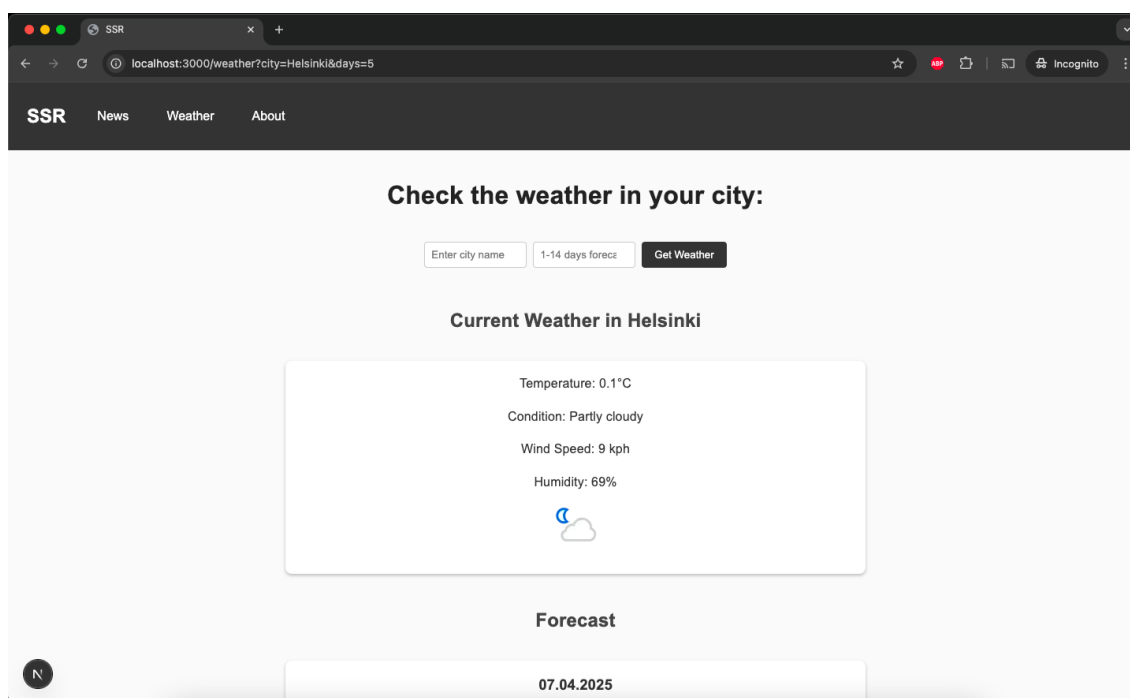 SSR
localhost:3000/weather?city=Helsinki&days=5
ABP
Incognito
SSR News Weather About
Check the weather in your city:
Enter city name 1-14 days foreca Get Weather
Current Weather in Helsinki
Temperature: 0.1°C
Condition: Partly cloudy
Wind Speed: 9 kph
Humidity: 69%
Forecast
N
07.04.2025